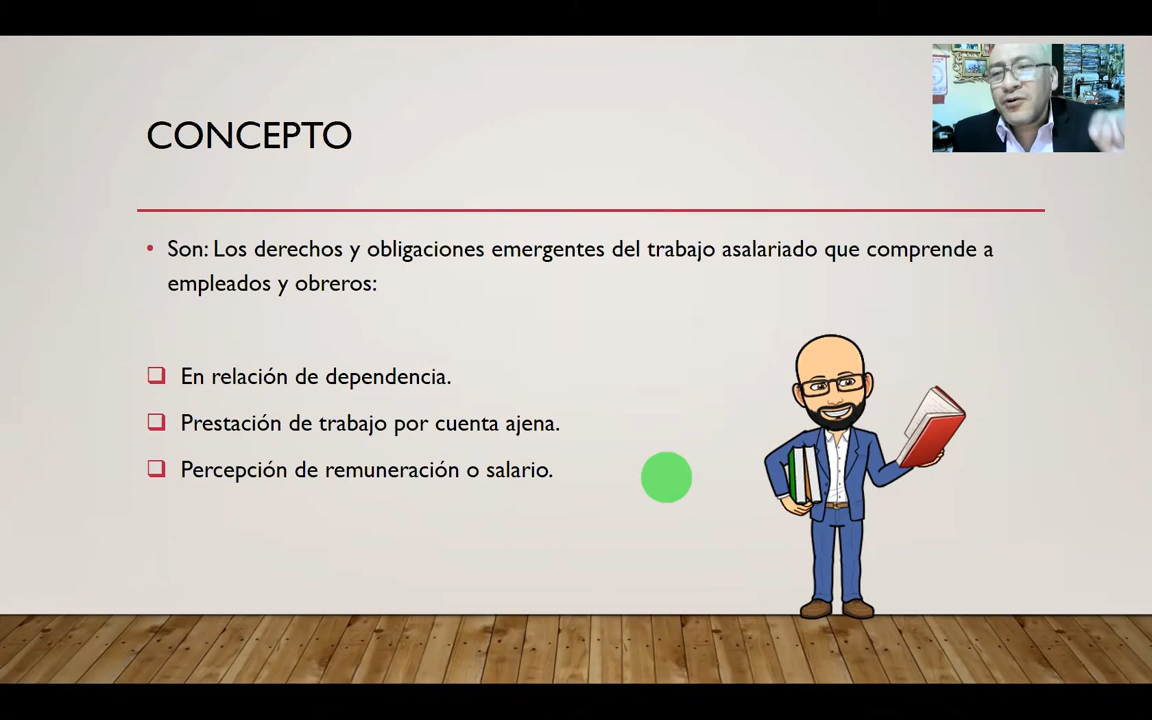 CONCEPTO
• Son: Los derechos y obligaciones emergentes del trabajo asalariado que comprende a
empleados y obreros:
❑ En relación de dependencia.
❑ Prestación de trabajo por cuenta ajena.
❑ Percepción de remuneración o salario.